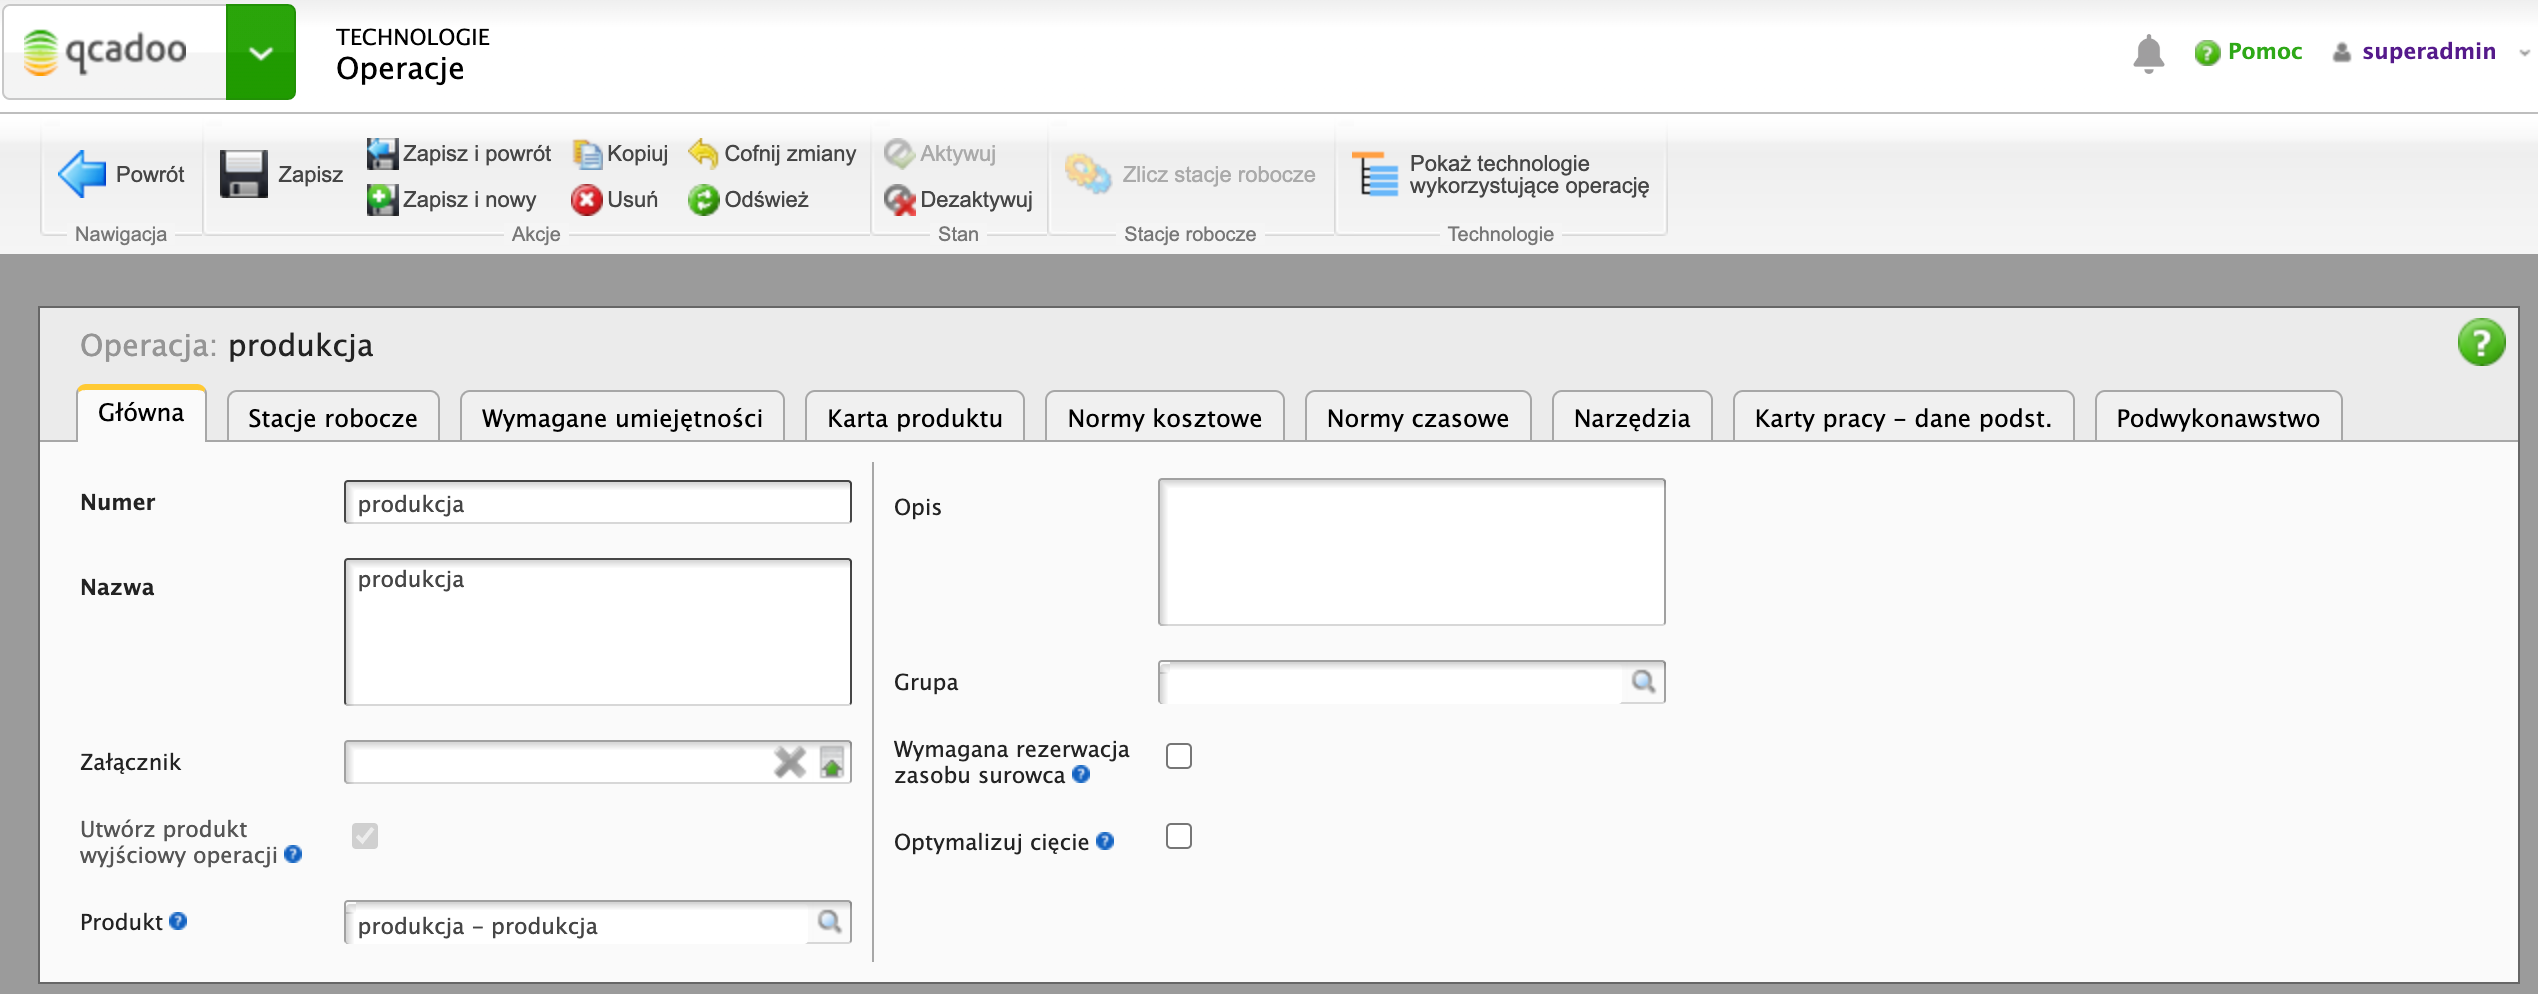 qcadoo
TECHNOLOGIE
Operacje
Pomoc
superadmin
Powrót
Nawigacja
Zapisz
Zapisz i powrót
Kopiuj
Cofnij zmiany
Zapisz i nowy
Usuń
Odśwież
Akcje
Aktywuj
Dezaktywuj
Stan
Zlicz stacje robocze
Stacje robocze
Pokaż technologie
wykorzystujące operację
Technologie
Operacja: produkcja
?
Główna
Stacje robocze
Wymagane umiejętności
Karta produktu
Normy kosztowe
Normy czasowe
Narzędzia
Karty pracy – dane podst.
Podwykonawstwo
Numer
produkcja
Nazwa
produkcja
Załącznik
Utwórz produkt
wyjściowy operacji ?
Produkt ?
produkcja – produkcja
Opis
Grupa
Wymagana rezerwacja
zasobu surowca ?
Optymalizuj cięcie ?